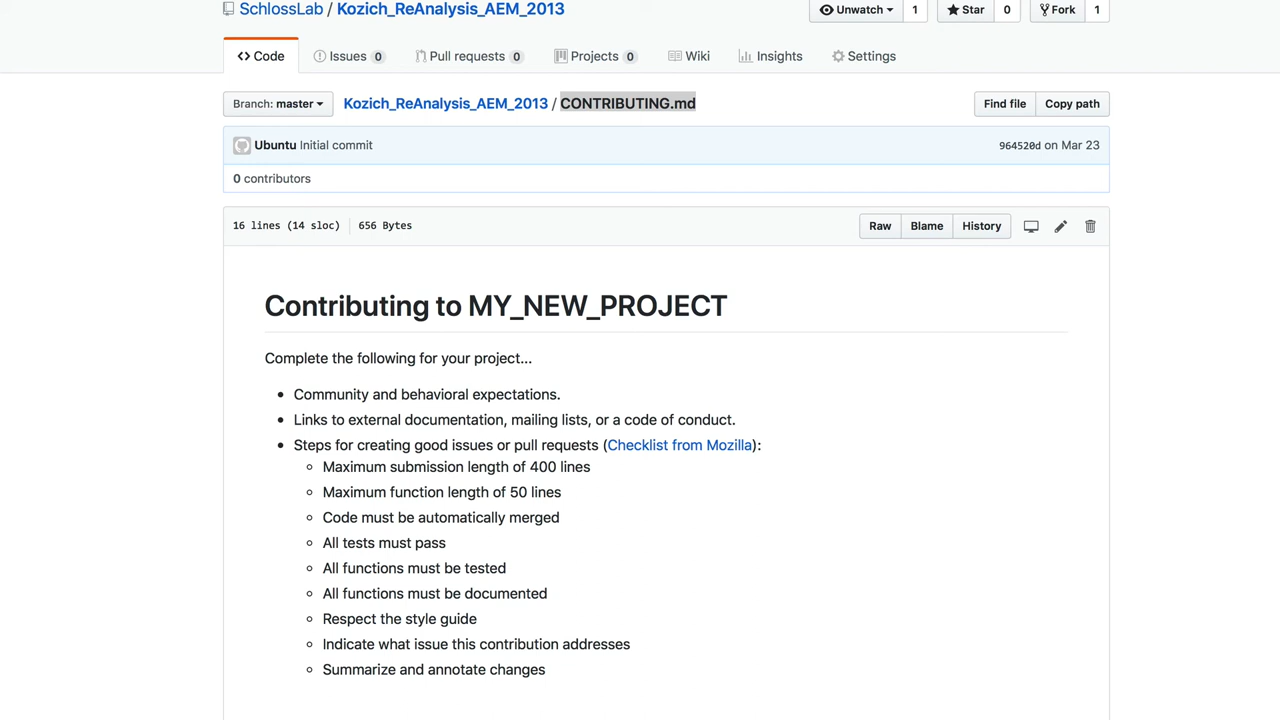 SchlossLab / Kozich_ReAnalysis_AEM_2013
Unwatch 1 Star 0 Fork 1
Code Issues 0 Pull requests 0 Projects 0 Wiki Insights Settings
Branch: master Kozich_ReAnalysis_AEM_2013 / CONTRIBUTING.md Find file Copy path
Ubuntu Initial commit 964520d on Mar 23
0 contributors
16 lines (14 sloc) 656 Bytes Raw Blame History
Contributing to MY_NEW_PROJECT
Complete the following for your project...
• Community and behavioral expectations.
• Links to external documentation, mailing lists, or a code of conduct.
• Steps for creating good issues or pull requests (Checklist from Mozilla):
◦ Maximum submission length of 400 lines
◦ Maximum function length of 50 lines
◦ Code must be automatically merged
◦ All tests must pass
◦ All functions must be tested
◦ All functions must be documented
◦ Respect the style guide
◦ Indicate what issue this contribution addresses
◦ Summarize and annotate changes